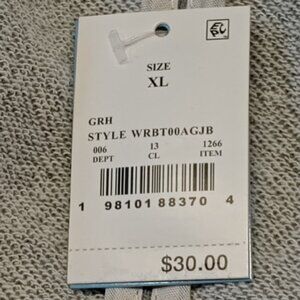 SIZE
XL
GRH
STYLE WRBT00AGJB
006 13 1266
DEPT CL ITEM
1 98101 88370 4
$30.00